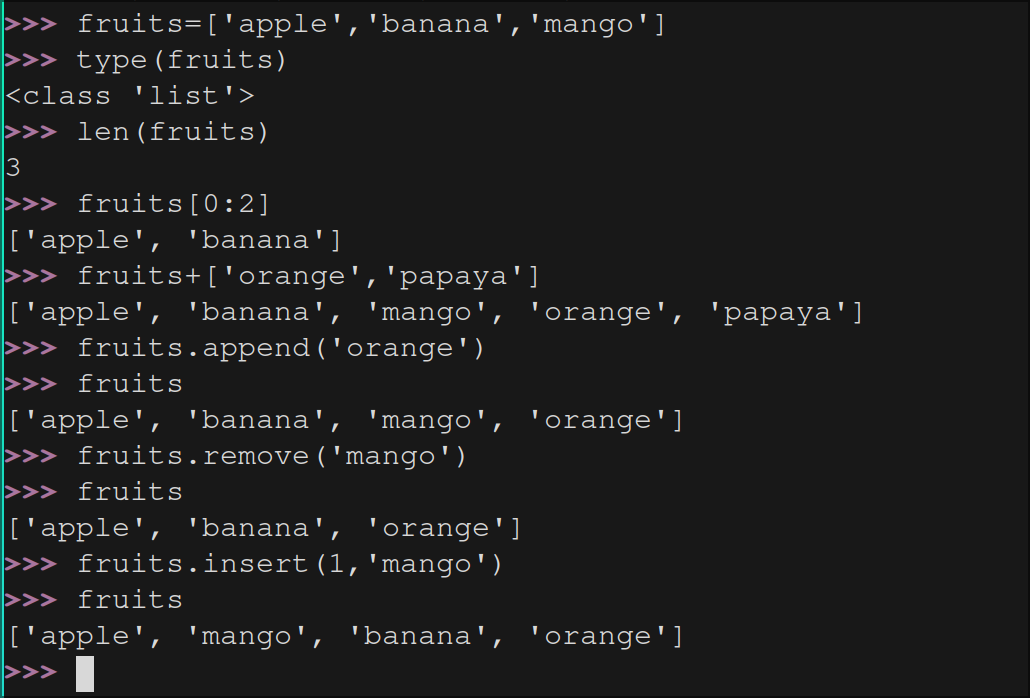 >>> fruits=['apple','banana','mango']
>>> type(fruits)
<class 'list'>
>>> len(fruits)
3
>>> fruits[0:2]
['apple', 'banana']
>>> fruits+['orange','papaya']
['apple', 'banana', 'mango', 'orange', 'papaya']
>>> fruits.append('orange')
>>> fruits
['apple', 'banana', 'mango', 'orange']
>>> fruits.remove('mango')
>>> fruits
['apple', 'banana', 'orange']
>>> fruits.insert(1,'mango')
>>> fruits
['apple', 'mango', 'banana', 'orange']
>>>